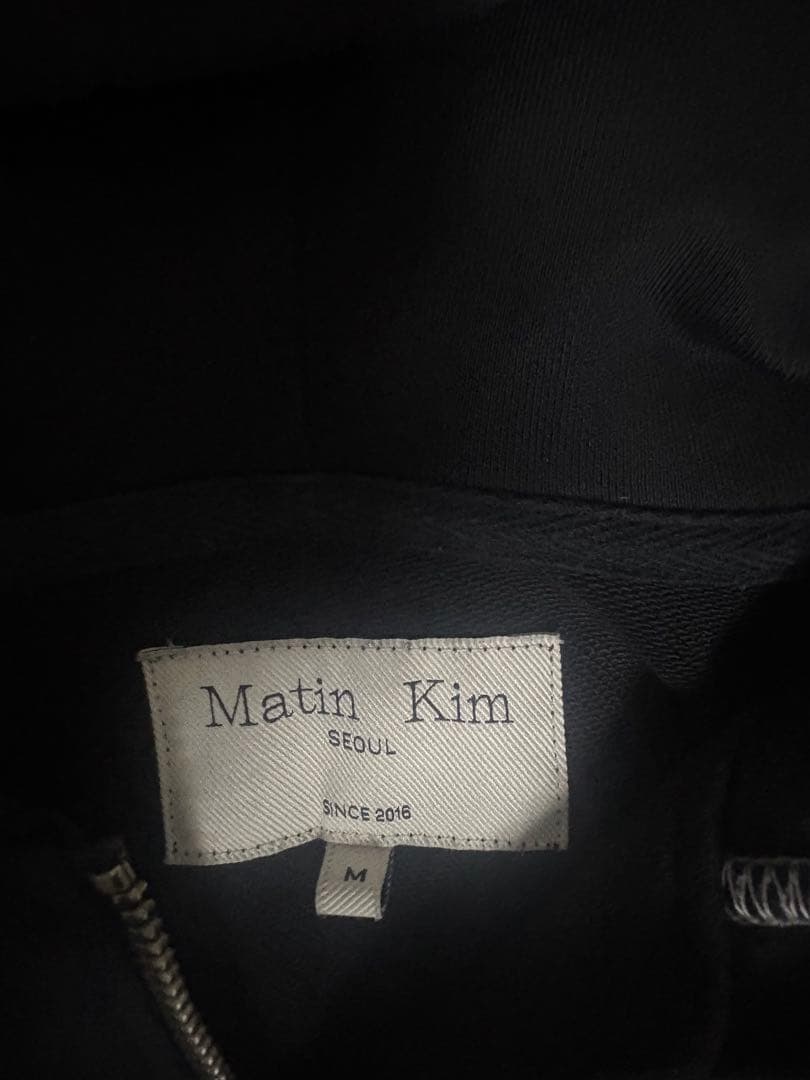 Matin Kim
SEOUL
SINCE 2016
M